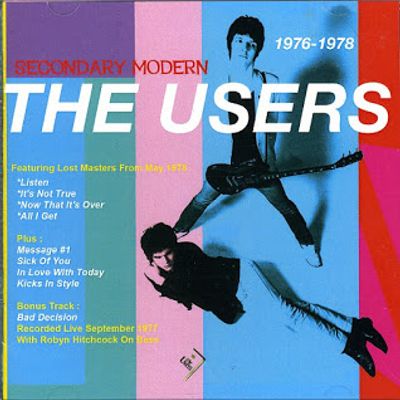 1976-1978
SECONDARY MODERN
THE USERS
Featuring Lost Masters From May 1978
*Listen
*It's Not True
*Now That It's Over
*All I Get
Plus :
Message #1
Sick Of You
In Love With Today
Kicks In Style
Bonus Track :
Bad Decision
Recorded Live September 1977
With Robyn Hitchcock On Bass